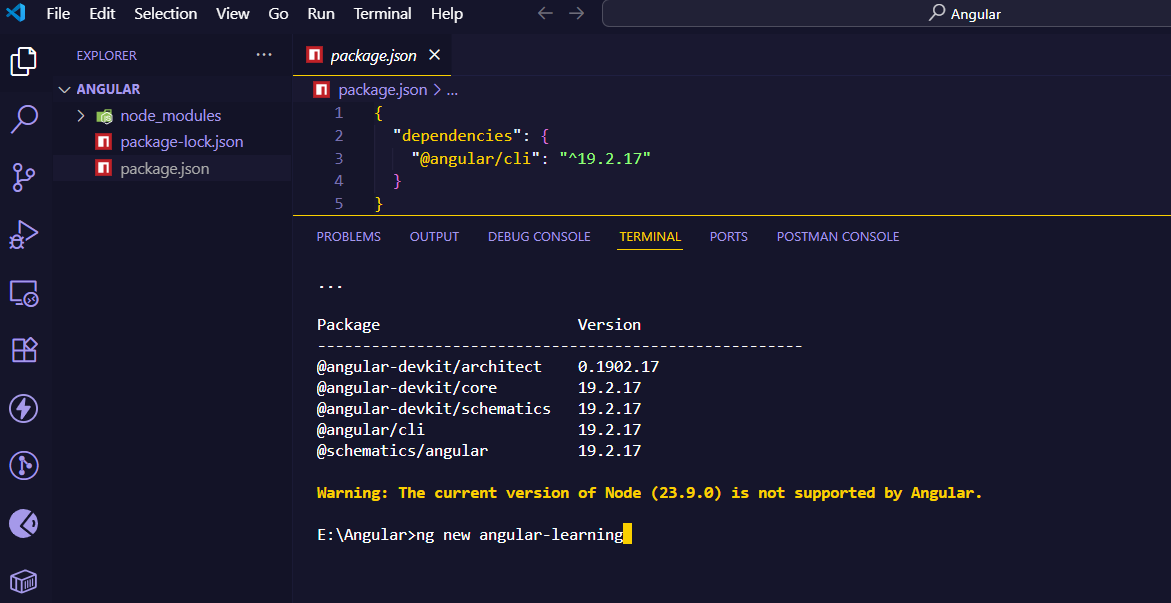 File Edit Selection View Go Run Terminal Help
Angular
EXPLORER ...
ANGULAR
node_modules
package-lock.json
package.json
package.json
package.json > ...
1 {
2 "dependencies": {
3 "@angular/cli": "^19.2.17"
4 }
5 }
PROBLEMS OUTPUT DEBUG CONSOLE TERMINAL PORTS POSTMAN CONSOLE
...
Package Version
------------------------------------------------------
@angular-devkit/architect 0.1902.17
@angular-devkit/core 19.2.17
@angular-devkit/schematics 19.2.17
@angular/cli 19.2.17
@schematics/angular 19.2.17
Warning: The current version of Node (23.9.0) is not supported by Angular.
E:\Angular>ng new angular-learning